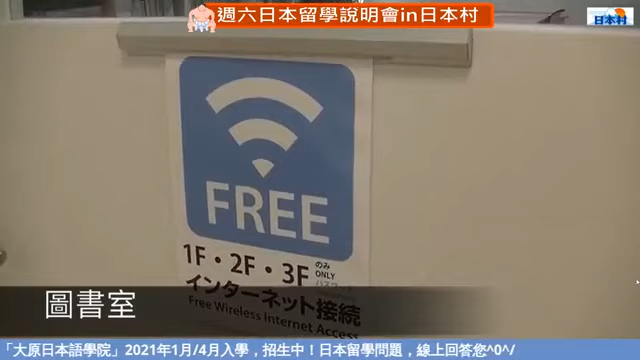 週六日本留學說明會in日本村
日本村
FREE
1F・2F・3F
のみ
ONLY
インターネット接続
Free Wireless Internet Access
圖書室
「大原日本語學院」2021年1月/4月入學，招生中！日本留學問題，線上回答您^0^/